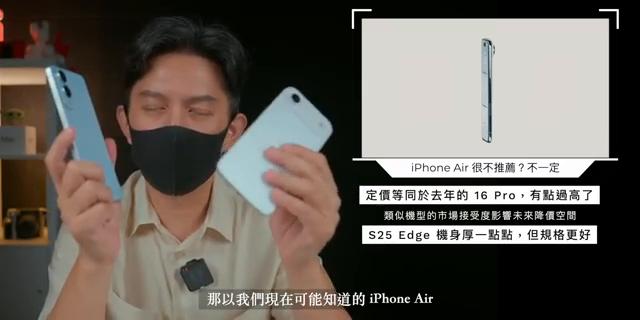 iPhone Air 很不推薦？不一定
定價等同於去年的 16 Pro，有點過高了
類似機型的市場接受度影響未來降價空間
S25 Edge 機身厚一點點，但規格更好
那以我們現在可能知道的 iPhone Air